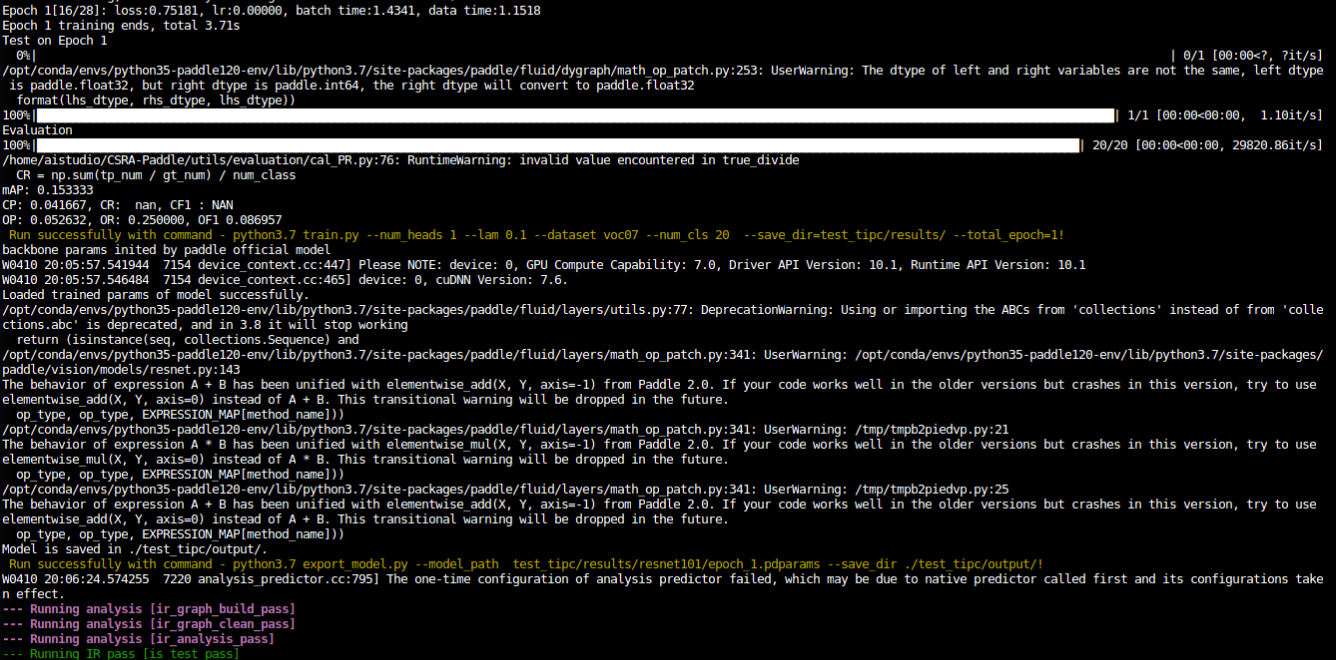 Epoch 1[16/28]: loss:0.75181, lr:0.00000, batch time:1.4341, data time:1.1518
Epoch 1 training ends, total 3.71s
Test on Epoch 1
  0%|                                                                                | 0/1 [00:00<?, ?it/s]
/opt/conda/envs/python35-paddle120-env/lib/python3.7/site-packages/paddle/fluid/dygraph/math_op_patch.py:253: UserWarning: The dtype of left and right variables are not the same, left dtype
 is paddle.float32, but right dtype is paddle.int64, the right dtype will convert to paddle.float32
  format(lhs_dtype, rhs_dtype, lhs_dtype))
100%|                                                                                | 1/1 [00:00<00:00,  1.10it/s]
Evaluation
100%|                                                                                | 20/20 [00:00<00:00, 29820.86it/s]
/home/aistudio/CSRA-Paddle/utils/evaluation/cal_PR.py:76: RuntimeWarning: invalid value encountered in true_divide
  CR = np.sum(tp_num / gt_num) / num_class
mAP: 0.153333
CP: 0.041667, CR:  nan, CF1 : NAN
OP: 0.052632, OR: 0.250000, OF1 0.086957
 Run successfully with command - python3.7 train.py --num_heads 1 --lam 0.1 --dataset voc07 --num_cls 20  --save_dir=test_tipc/results/ --total_epoch=1!
backbone params inited by paddle official model
W0410 20:05:57.541944  7154 device_context.cc:447] Please NOTE: device: 0, GPU Compute Capability: 7.0, Driver API Version: 10.1, Runtime API Version: 10.1
W0410 20:05:57.546484  7154 device_context.cc:465] device: 0, cuDNN Version: 7.6.
Loaded trained params of model successfully.
/opt/conda/envs/python35-paddle120-env/lib/python3.7/site-packages/paddle/fluid/layers/utils.py:77: DeprecationWarning: Using or importing the ABCs from 'collections' instead of from 'colle
ctions.abc' is deprecated, and in 3.8 it will stop working
  return (isinstance(seq, collections.Sequence) and
/opt/conda/envs/python35-paddle120-env/lib/python3.7/site-packages/paddle/fluid/layers/math_op_patch.py:341: UserWarning: /opt/conda/envs/python35-paddle120-env/lib/python3.7/site-packages/
paddle/vision/models/resnet.py:143
The behavior of expression A + B has been unified with elementwise_add(X, Y, axis=-1) from Paddle 2.0. If your code works well in the older versions but crashes in this version, try to use
elementwise_add(X, Y, axis=0) instead of A + B. This transitional warning will be dropped in the future.
  op_type, op_type, EXPRESSION_MAP[method_name]))
/opt/conda/envs/python35-paddle120-env/lib/python3.7/site-packages/paddle/fluid/layers/math_op_patch.py:341: UserWarning: /tmp/tmpb2piedvp.py:21
The behavior of expression A * B has been unified with elementwise_mul(X, Y, axis=-1) from Paddle 2.0. If your code works well in the older versions but crashes in this version, try to use
elementwise_mul(X, Y, axis=0) instead of A * B. This transitional warning will be dropped in the future.
  op_type, op_type, EXPRESSION_MAP[method_name]))
/opt/conda/envs/python35-paddle120-env/lib/python3.7/site-packages/paddle/fluid/layers/math_op_patch.py:341: UserWarning: /tmp/tmpb2piedvp.py:25
The behavior of expression A + B has been unified with elementwise_add(X, Y, axis=-1) from Paddle 2.0. If your code works well in the older versions but crashes in this version, try to use
elementwise_add(X, Y, axis=0) instead of A + B. This transitional warning will be dropped in the future.
  op_type, op_type, EXPRESSION_MAP[method_name]))
Model is saved in ./test_tipc/output/.
 Run successfully with command - python3.7 export_model.py --model_path  test_tipc/results/resnet101/epoch_1.pdparams --save_dir ./test_tipc/output/!
W0410 20:06:24.574255  7220 analysis_predictor.cc:795] The one-time configuration of analysis predictor failed, which may be due to native predictor called first and its configurations take
n effect.
--- Running analysis [ir_graph_build_pass]
--- Running analysis [ir_graph_clean_pass]
--- Running analysis [ir_analysis_pass]
--- Running IR pass [is_test_pass]